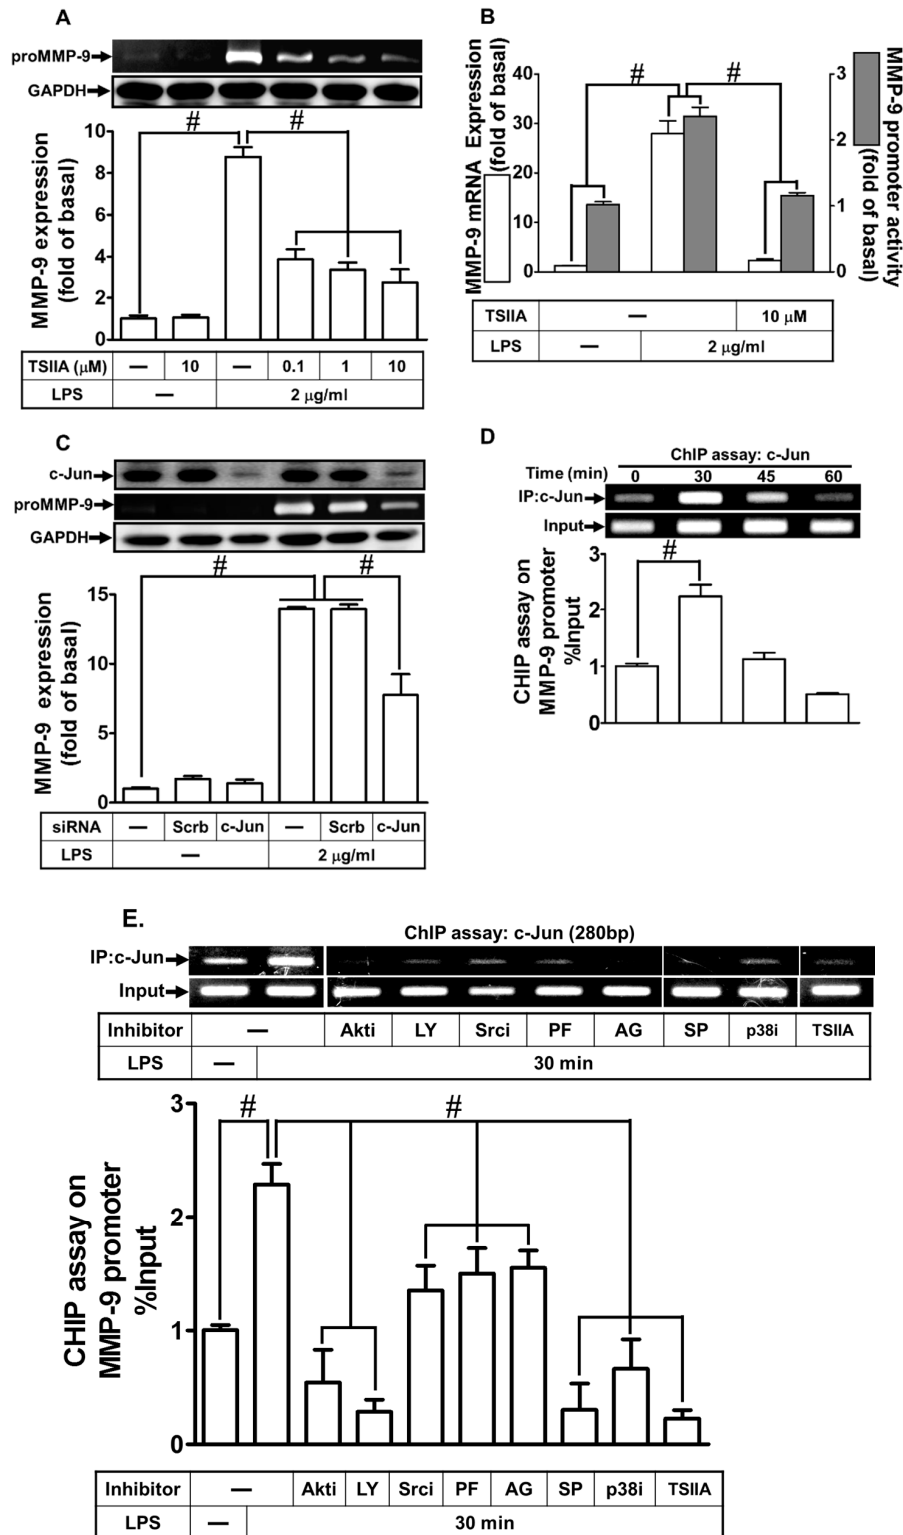 A
proMMP-9
GAPDH
# #
MMP-9 expression
(fold of basal)
10
8
6
4
2
0
TSIIA (μM) — 10 — 0.1 1 10
LPS — 2 μg/ml
B
# #
MMP-9 mRNA Expression
(fold of basal)
40
30
20
10
0
3
2
1
0
MMP-9 promoter activity
(fold of basal)
TSIIA — 10 μM
LPS — 2 μg/ml
C
c-Jun
proMMP-9
GAPDH
# #
MMP-9 expression
(fold of basal)
15
10
5
0
siRNA — Scrb c-Jun — Scrb c-Jun
LPS — 2 μg/ml
D
ChIP assay: c-Jun
Time (min) 0 30 45 60
IP:c-Jun
Input
#
CHIP assay on
MMP-9 promoter
%Input
3
2
1
0
E.
ChIP assay: c-Jun (280bp)
IP:c-Jun
Input
Inhibitor — Akti LY Srci PF AG SP p38i TSIIA
LPS — 30 min
# #
CHIP assay on
MMP-9 promoter
%Input
3
2
1
0
Inhibitor — Akti LY Srci PF AG SP p38i TSIIA
LPS — 30 min